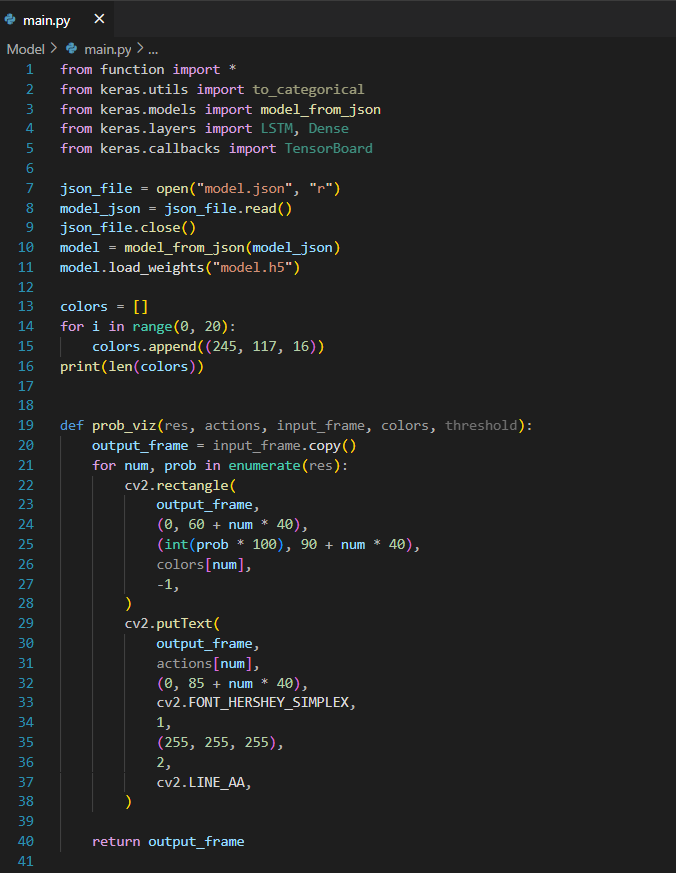 main.py ×
Model > main.py > ...
1 from function import *
2 from keras.utils import to_categorical
3 from keras.models import model_from_json
4 from keras.layers import LSTM, Dense
5 from keras.callbacks import TensorBoard
6
7 json_file = open("model.json", "r")
8 model_json = json_file.read()
9 json_file.close()
10 model = model_from_json(model_json)
11 model.load_weights("model.h5")
12
13 colors = []
14 for i in range(0, 20):
15     colors.append((245, 117, 16))
16 print(len(colors))
17
18
19 def prob_viz(res, actions, input_frame, colors, threshold):
20     output_frame = input_frame.copy()
21     for num, prob in enumerate(res):
22         cv2.rectangle(
23             output_frame,
24             (0, 60 + num * 40),
25             (int(prob * 100), 90 + num * 40),
26             colors[num],
27             -1,
28         )
29         cv2.putText(
30             output_frame,
31             actions[num],
32             (0, 85 + num * 40),
33             cv2.FONT_HERSHEY_SIMPLEX,
34             1,
35             (255, 255, 255),
36             2,
37             cv2.LINE_AA,
38         )
39
40     return output_frame
41